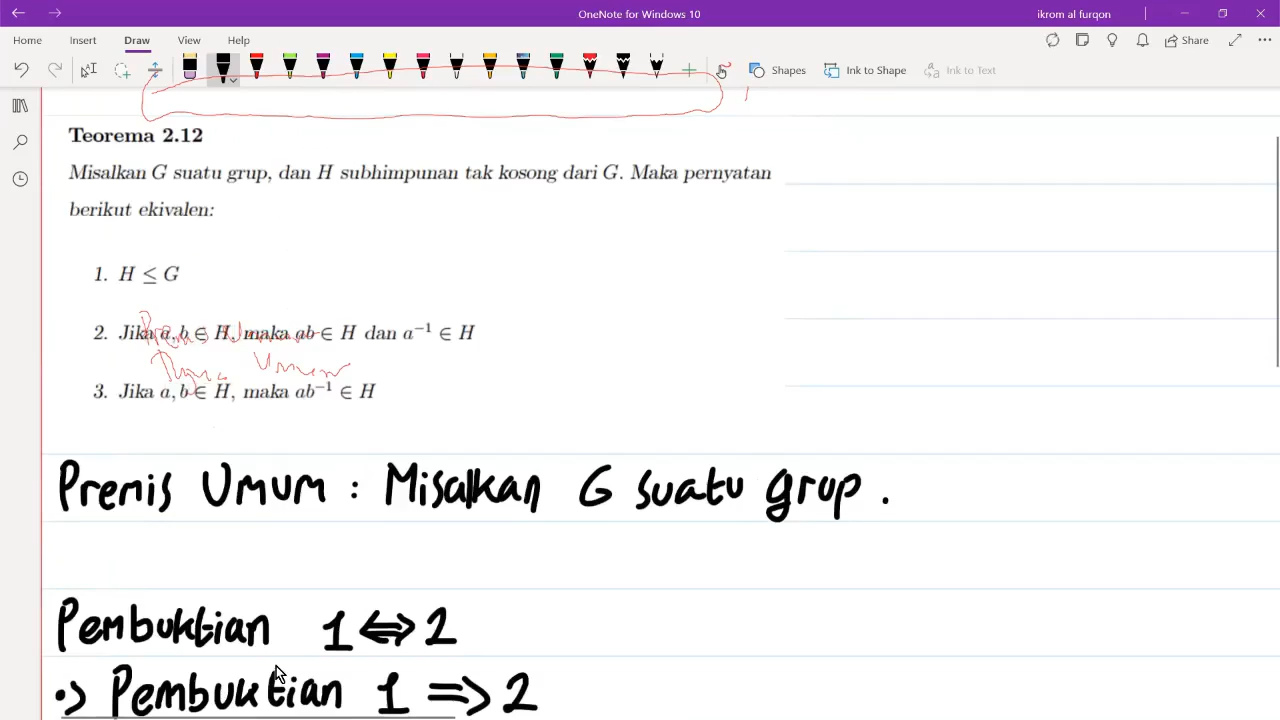 OneNote for Windows 10
ikrom al furqon
Home Insert Draw View Help
Share
Shapes
Ink to Shape
Ink to Text
Teorema 2.12
Misalkan G suatu grup, dan H subhimpunan tak kosong dari G. Maka pernyatan
berikut ekivalen:
1. H ≤ G
Premis Umum
2. Jika a, b ∈ H, maka ab ∈ H dan a⁻¹ ∈ H
Umum
3. Jika a, b ∈ H, maka ab⁻¹ ∈ H
Premis Umum : Misalkan G suatu grup.
Pembuktian 1 ⇔ 2
•> Pembuktian 1 => 2